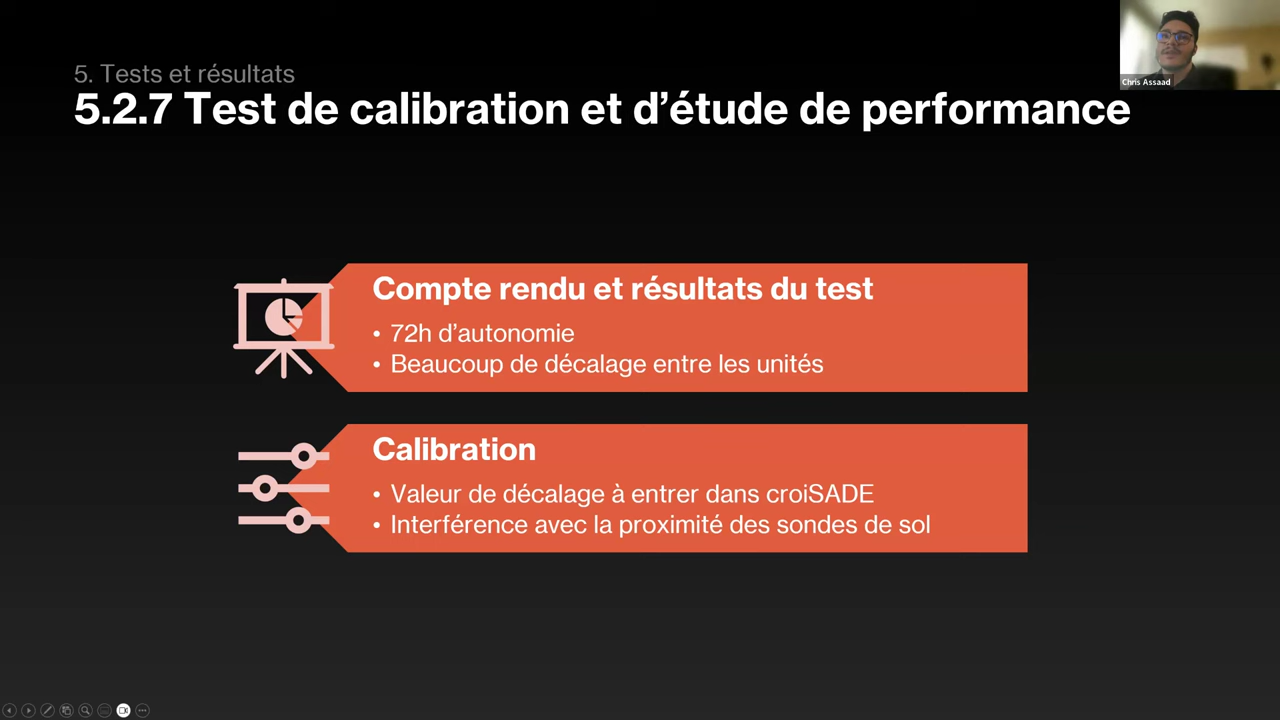 5. Tests et résultats
5.2.7 Test de calibration et d’étude de performance
Chris Assaad
Compte rendu et résultats du test
• 72h d’autonomie
• Beaucoup de décalage entre les unités
Calibration
• Valeur de décalage à entrer dans croiSADE
• Interférence avec la proximité des sondes de sol